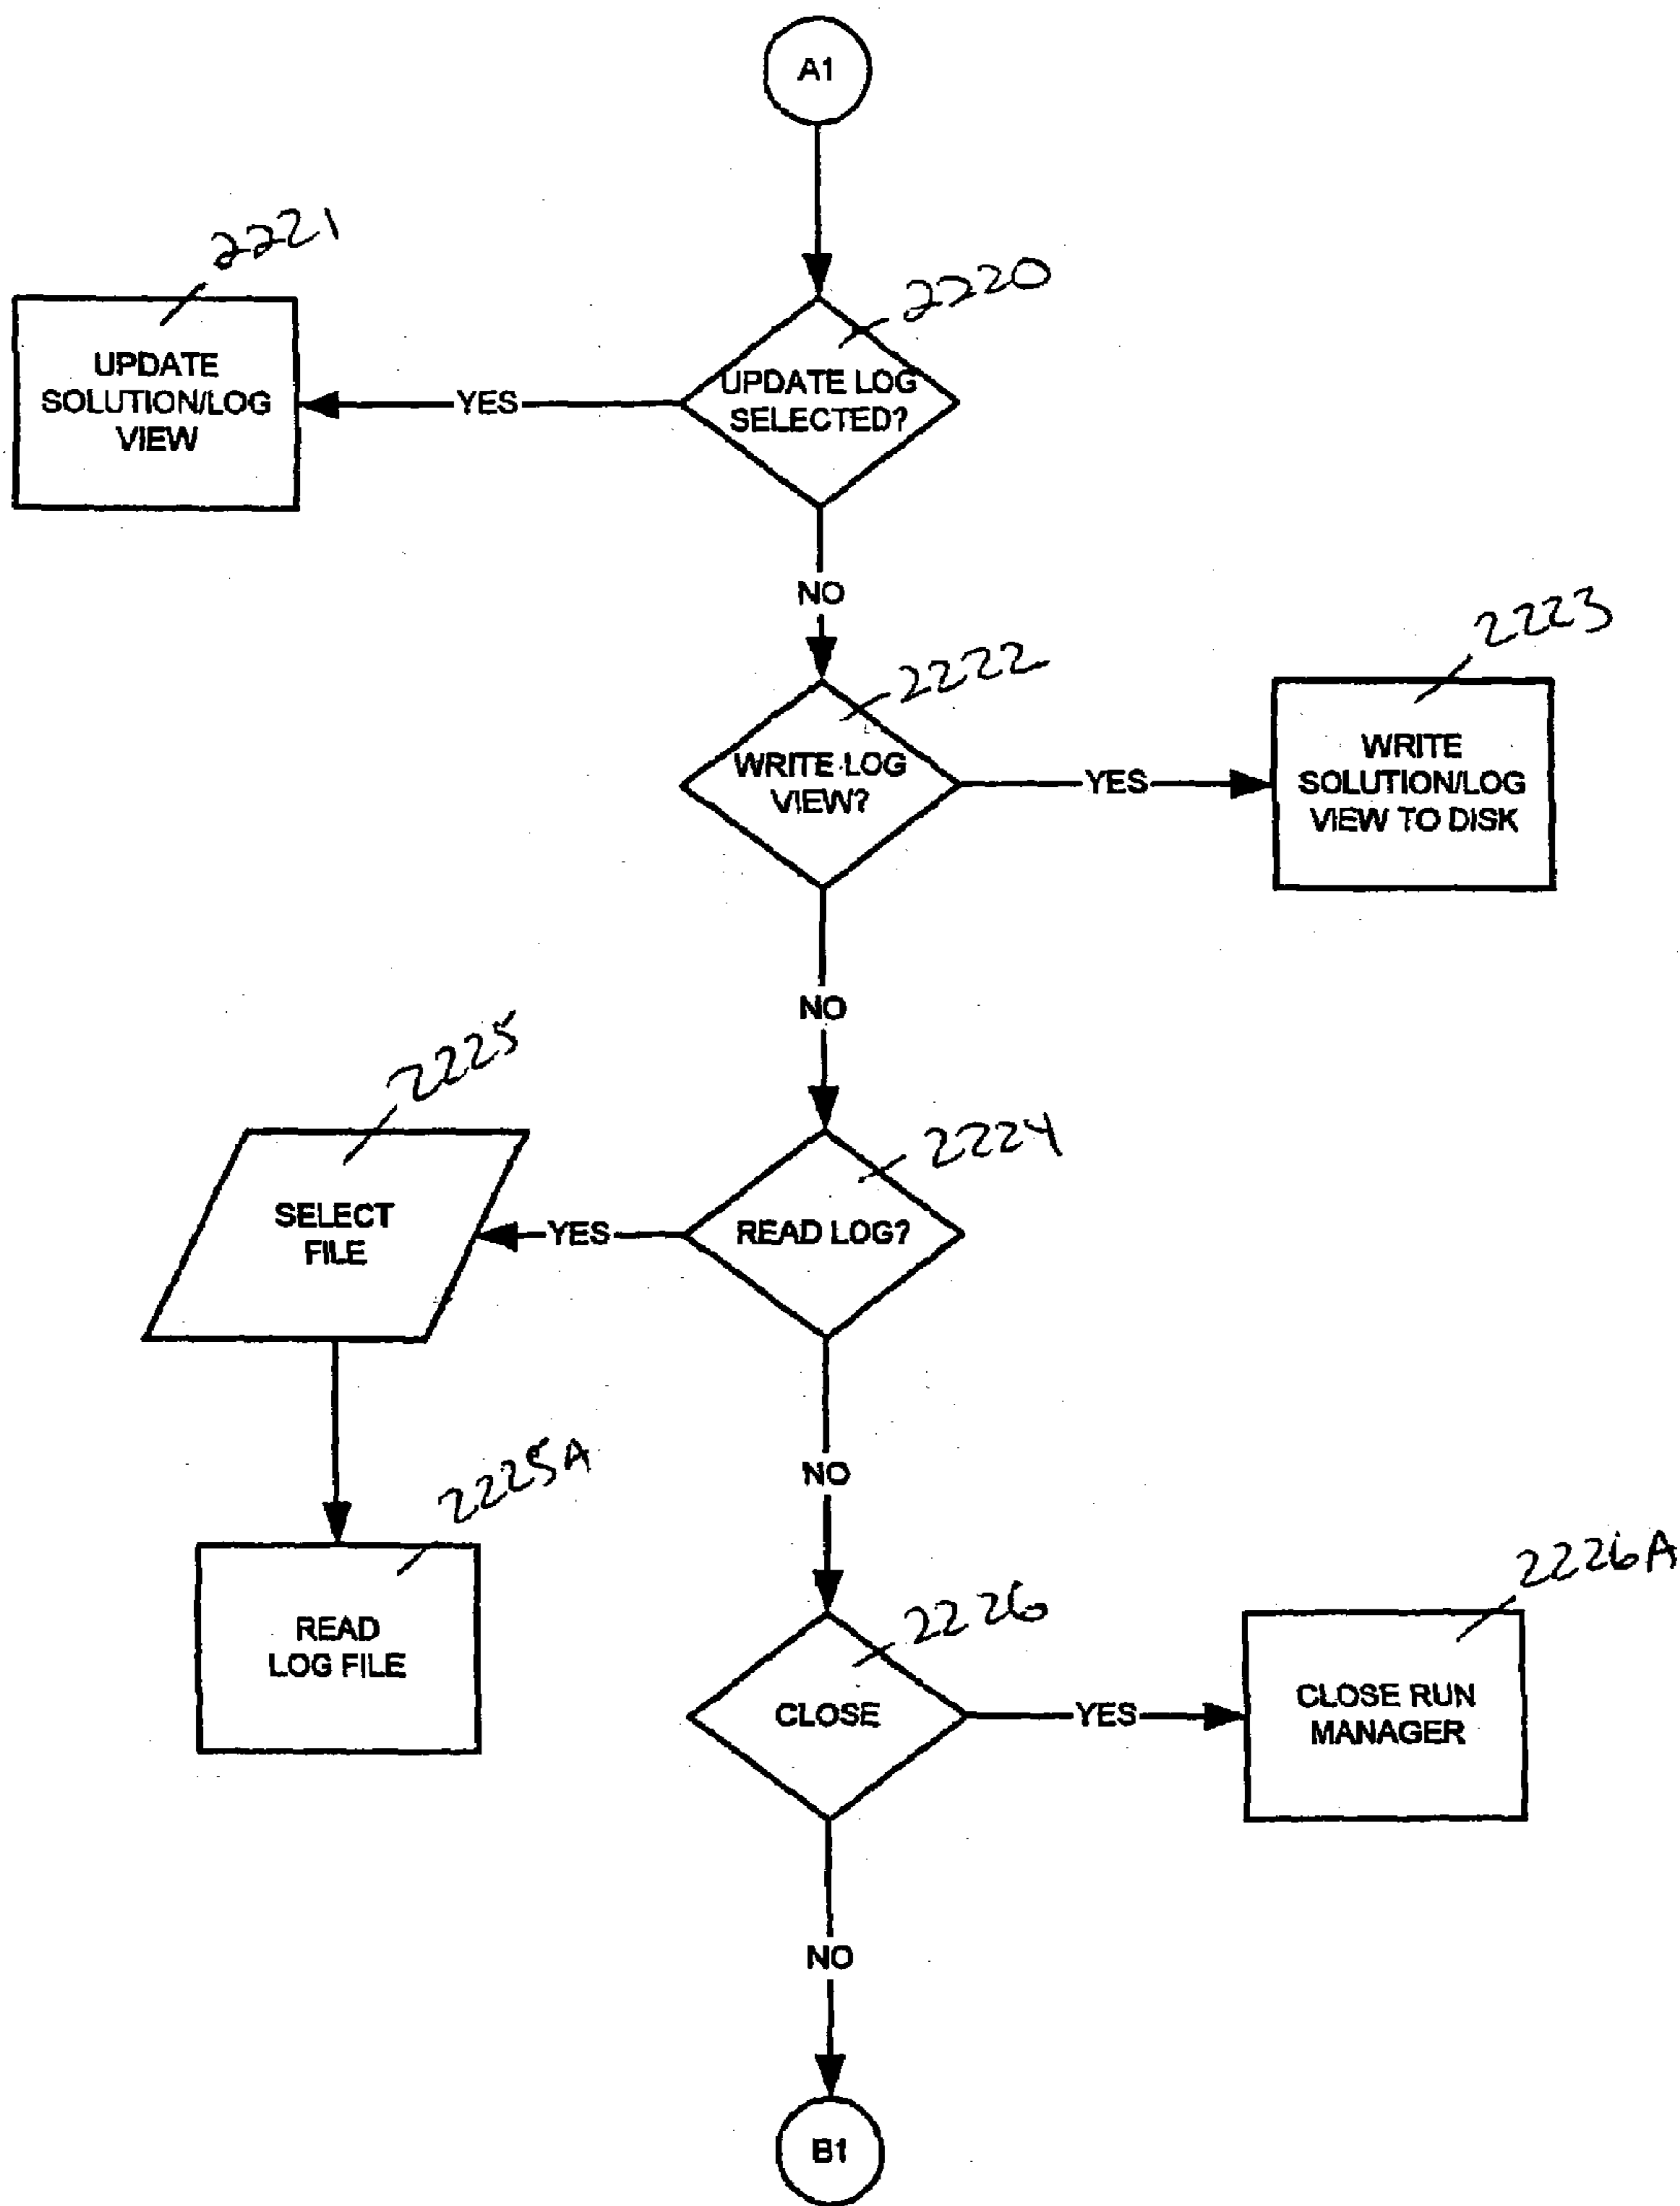 A1
2221
2220
UPDATE
SOLUTION/LOG
VIEW
YES
UPDATE LOG
SELECTED?
NO
2223
2222
WRITE LOG
VIEW?
YES
WRITE
SOLUTION/LOG
VIEW TO DISK
NO
2225
2224
SELECT
FILE
YES
READ LOG?
2225A
NO
2226A
2226
READ
LOG FILE
CLOSE
YES
CLOSE RUN
MANAGER
NO
B1